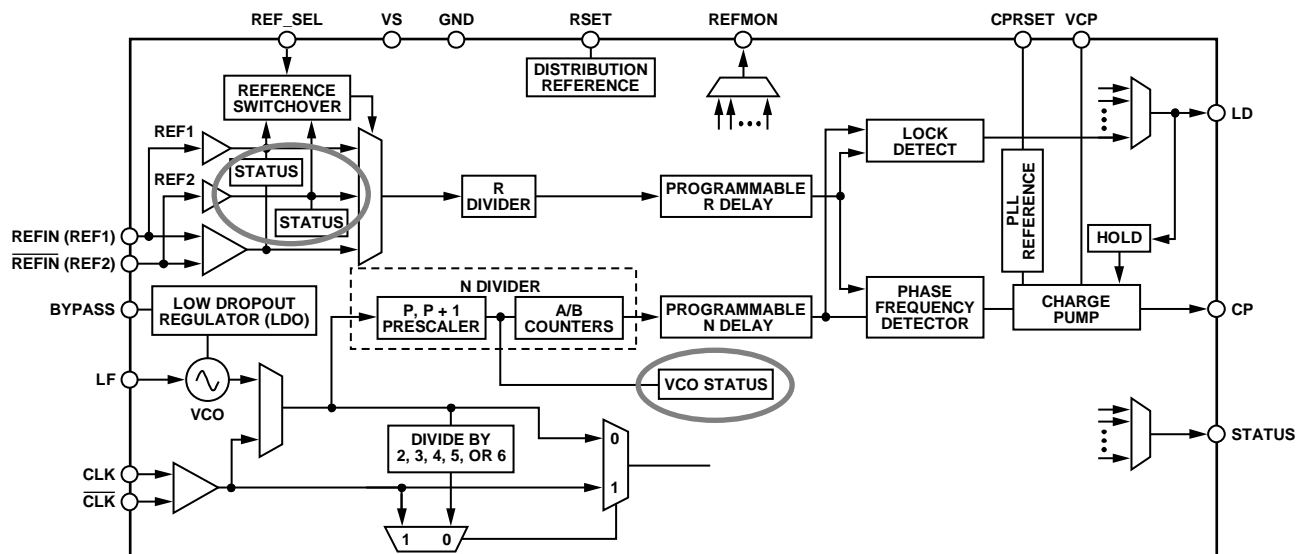 REF_SEL
VS
GND
RSET
REFMON
CPRSET
VCP
DISTRIBUTION
REFERENCE
REFERENCE
SWITCHOVER
REF1
STATUS
REF2
STATUS
REFIN (REF1)
REFIN (REF2)
R
DIVIDER
PROGRAMMABLE
R DELAY
LOCK
DETECT
LD
PLL
REFERENCE
HOLD
BYPASS
LOW DROPOUT
REGULATOR (LDO)
N DIVIDER
P, P + 1
PRESCALER
A/B
COUNTERS
PROGRAMMABLE
N DELAY
PHASE
FREQUENCY
DETECTOR
CHARGE
PUMP
CP
LF
VCO
VCO STATUS
DIVIDE BY
2, 3, 4, 5, OR 6
0
1
STATUS
CLK
CLK
1 0